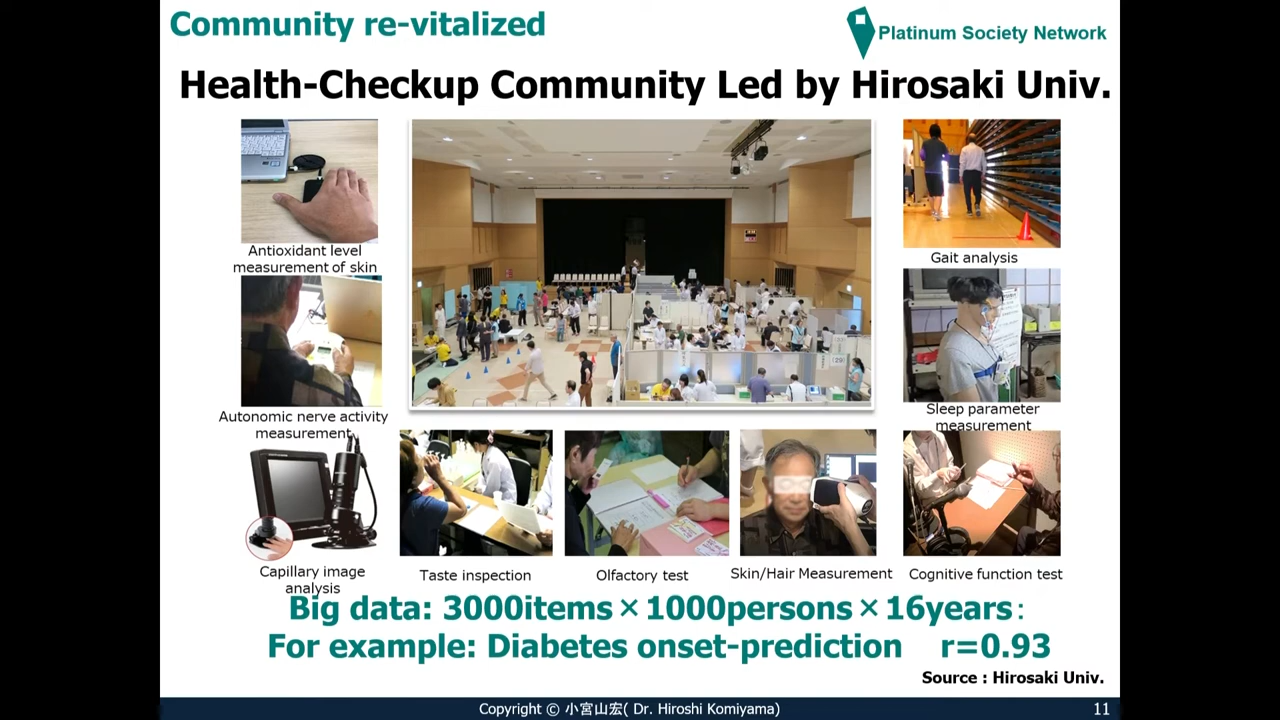 Community re-vitalized
Platinum Society Network
Health-Checkup Community Led by Hirosaki Univ.
Antioxidant level
measurement of skin
Gait analysis
Autonomic nerve activity
measurement
Sleep parameter
measurement
Capillary image
analysis
Taste inspection
Olfactory test
Skin/Hair Measurement
Cognitive function test
Big data: 3000items×1000persons×16years:
For example: Diabetes onset-prediction r=0.93
Source : Hirosaki Univ.
Copyright © 小宮山宏( Dr. Hiroshi Komiyama)
11